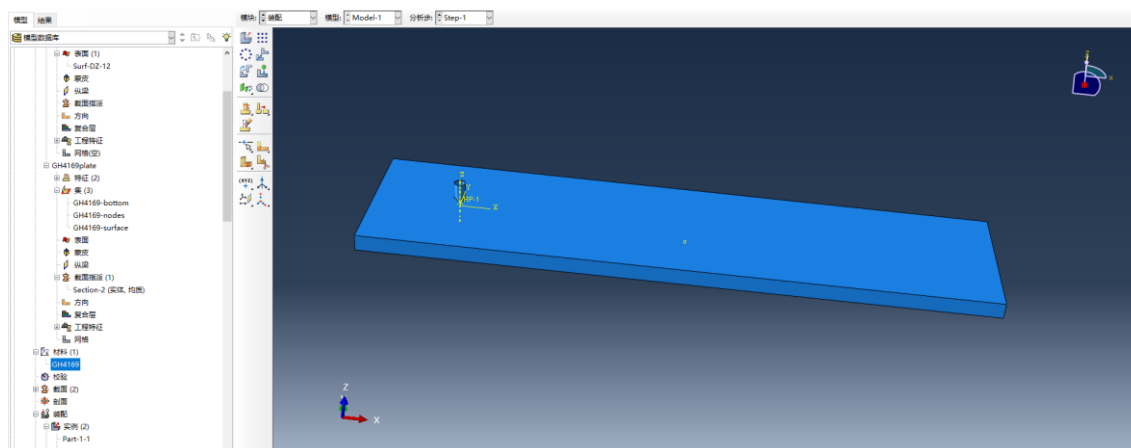 模型 结果
模块: 装配 模型: Model-1 分析步: Step-1
模型数据库
表面 (1)
Surf-DZ-12
蒙皮
纵梁
截面指派
方向
复合层
工程特征
网格(空)
GH4169plate
特征 (2)
集 (3)
GH4169-bottom
GH4169-nodes
GH4169-surface
表面
蒙皮
纵梁
截面指派 (1)
Section-2 (实体, 均质)
方向
复合层
工程特征
网格
材料 (1)
GH4169
校验
截面 (2)
剖面
装配
实例 (2)
Part-1-1
(XYZ)
Z
X
Y
RP-1
X
Z
X